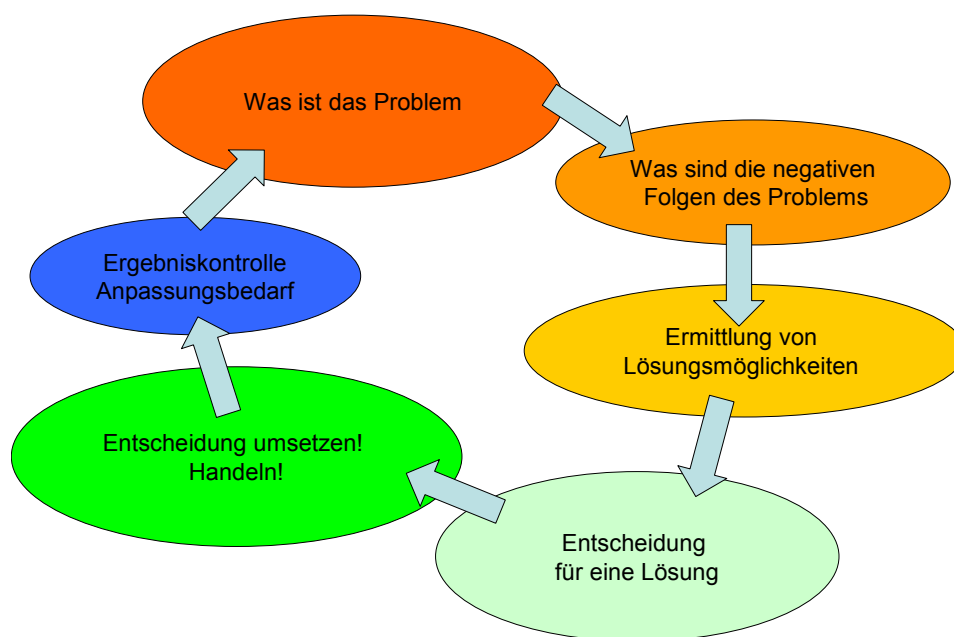 Was ist das Problem
Was sind die negativen
Folgen des Problems
Ermittlung von
Lösungsmöglichkeiten
Entscheidung
für eine Lösung
Entscheidung umsetzen!
Handeln!
Ergebniskontrolle
Anpassungsbedarf